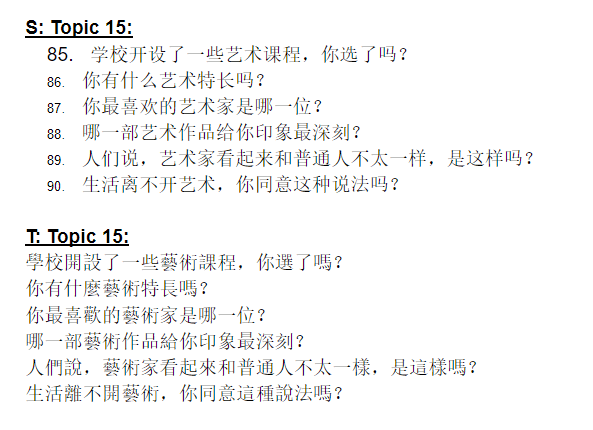 S: Topic 15:
85. 学校开设了一些艺术课程，你选了吗？
86. 你有什么艺术特长吗？
87. 你最喜欢的艺术家是哪一位？
88. 哪一部艺术作品给你印象最深刻？
89. 人们说，艺术家看起来和普通人不太一样，是这样吗？
90. 生活离不开艺术，你同意这种说法吗？
T: Topic 15:
學校開設了一些藝術課程，你選了嗎？
你有什麼藝術特長嗎？
你最喜歡的藝術家是哪一位？
哪一部藝術作品給你印象最深刻？
人們說，藝術家看起來和普通人不太一樣，是這樣嗎？
生活離不開藝術，你同意這種說法嗎？